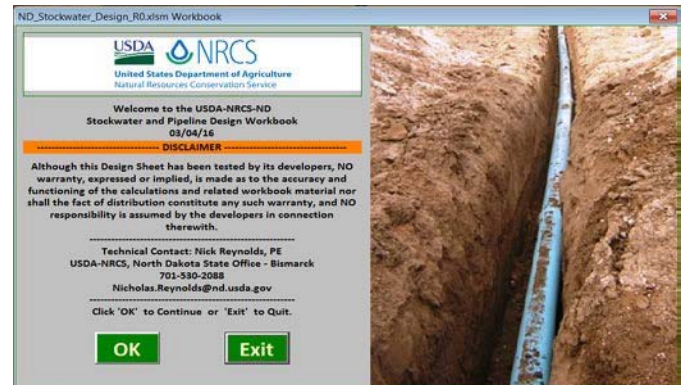 ND_Stockwater_Design_R0.xlsm Workbook
USDA NRCS
United States Department of Agriculture
Natural Resources Conservation Service
Welcome to the USDA-NRCS-ND
Stockwater and Pipeline Design Workbook
03/04/16
---------------------------------- DISCLAIMER ----------------------------------
Although this Design Sheet has been tested by its developers, NO
warranty, expressed or implied, is made as to the accuracy and
functioning of the calculations and related workbook material nor
shall the fact of distribution constitute any such warranty, and NO
responsibility is assumed by the developers in connection
therewith.
------------------------------------------------------
Technical Contact: Nick Reynolds, PE
USDA-NRCS, North Dakota State Office - Bismarck
701-530-2088
Nicholas.Reynolds@nd.usda.gov
------------------------------------------------------
Click 'OK' to Continue or 'Exit' to Quit.
OK Exit